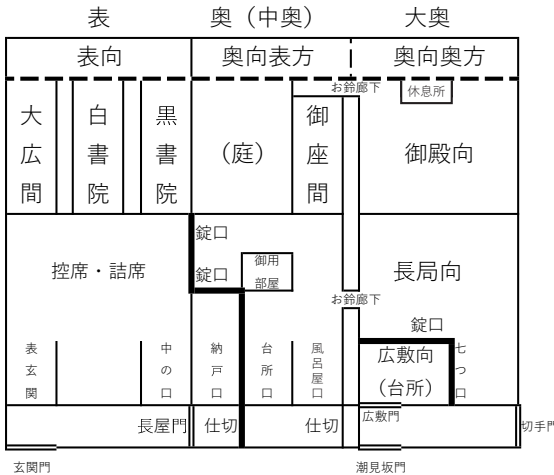 表 奥（中奥） 大奥
表向 奥向表方 奥向奥方
お鈴廊下 休息所
大広間 白書院 黒書院 （庭） 御座間 御殿向
錠口
控席・詰席 錠口 御用部屋 長局向
お鈴廊下
錠口
表玄関 中の口 納戸口 台所口 風呂屋口 広敷向 七つ口
（台所）
長屋門 仕切 仕切 広敷門 切手門
玄関門 潮見坂門